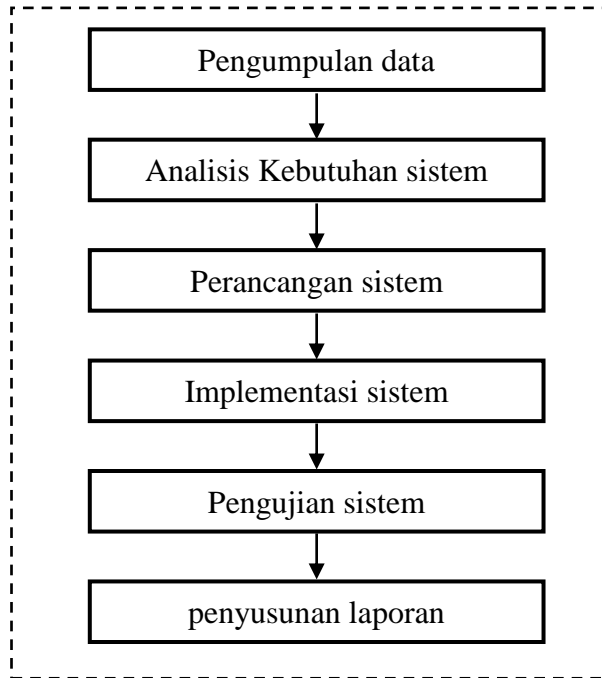 Pengumpulan data
Analisis Kebutuhan sistem
Perancangan sistem
Implementasi sistem
Pengujian sistem
penyusunan laporan